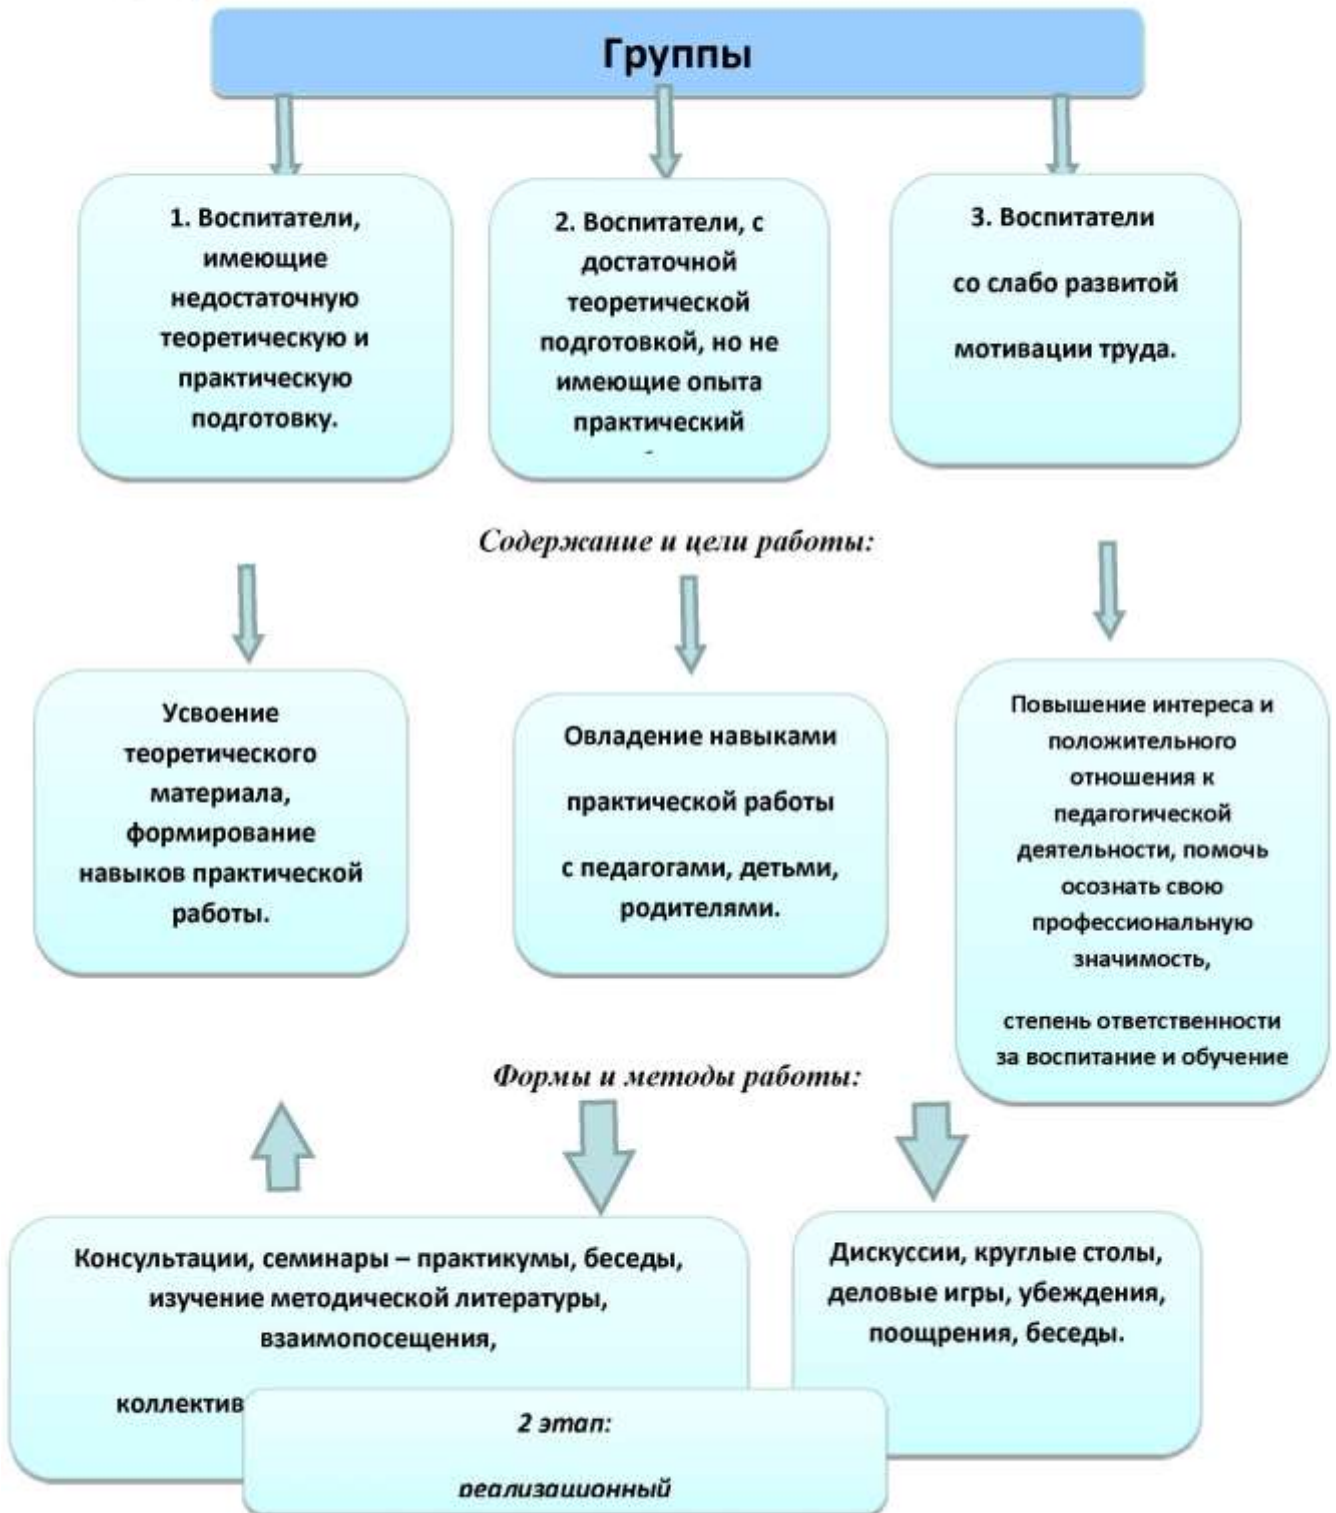 Группы
1. Воспитатели,
имеющие
недостаточную
теоретическую и
практическую
подготовку.
2. Воспитатели, с
достаточной
теоретической
подготовкой, но не
имеющие опыта
практический
3. Воспитатели
со слабо развитой
мотивации труда.
Содержание и цели работы:
Усвоение
теоретического
материала,
формирование
навыков практической
работы.
Овладение навыками
практической работы
с педагогами, детьми,
родителями.
Повышение интереса и
положительного
отношения к
педагогической
деятельности, помочь
осознать свою
профессиональную
значимость,
степень ответственности
за воспитание и обучение
Формы и методы работы:
Консультации, семинары – практикумы, беседы,
изучение методической литературы,
взаимопосещения,
коллектив
Дискуссии, круглые столы,
деловые игры, убеждения,
поощрения, беседы.
2 этап:
реализационный